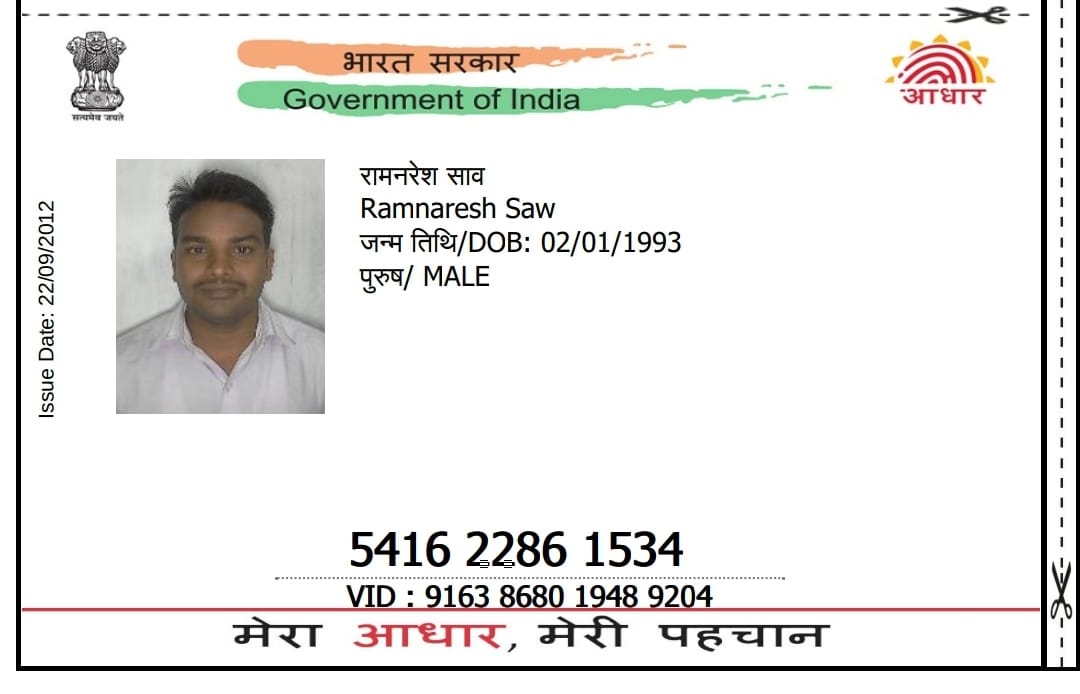 भारत सरकार
Government of India
सत्यमेव जयते
आधार
Issue Date: 22/09/2012
रामनरेश साव
Ramnaresh Saw
जन्म तिथि/DOB: 02/01/1993
पुरुष/ MALE
5416 2286 1534
VID : 9163 8680 1948 9204
मेरा आधार, मेरी पहचान